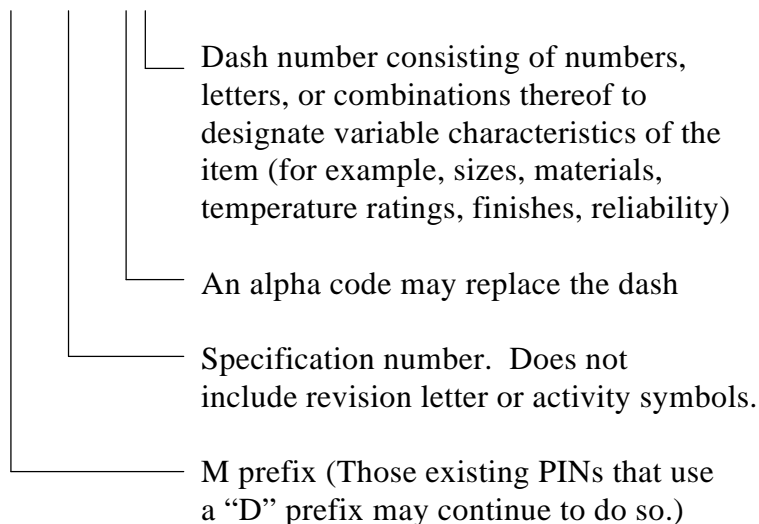 Dash number consisting of numbers,
letters, or combinations thereof to
designate variable characteristics of the
item (for example, sizes, materials,
temperature ratings, finishes, reliability)
An alpha code may replace the dash
Specification number.  Does not
include revision letter or activity symbols.
M prefix (Those existing PINs that use
a “D” prefix may continue to do so.)